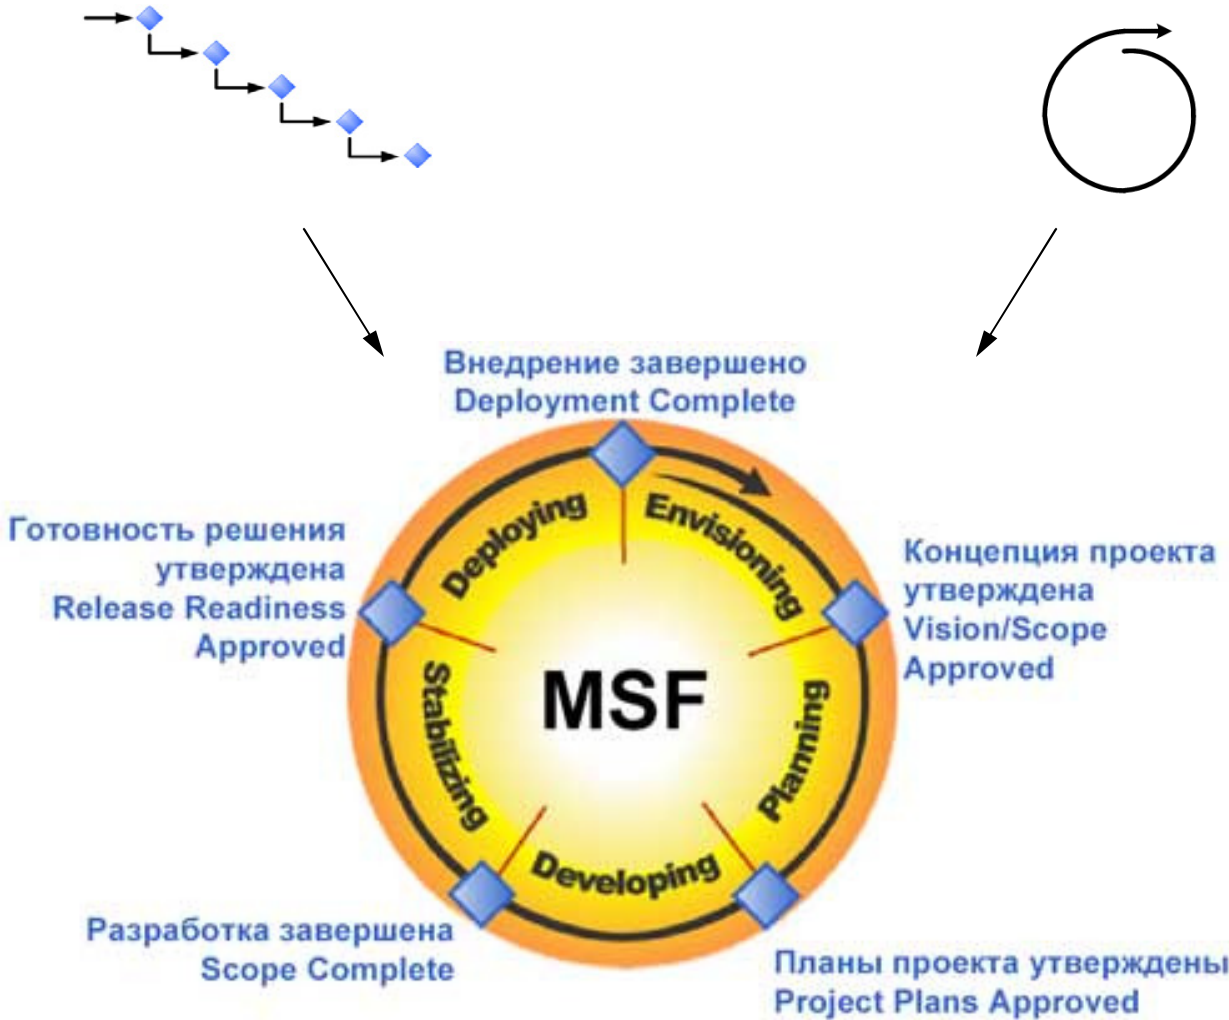 Внедрение завершено
Deployment Complete
Готовность решения
утверждена
Release Readiness
Approved
Deploying
Envisioning
Концепция проекта
утверждена
Vision/Scope
Approved
MSF
Stabilizing
Planning
Developing
Разработка завершена
Scope Complete
Планы проекта утверждены
Project Plans Approved